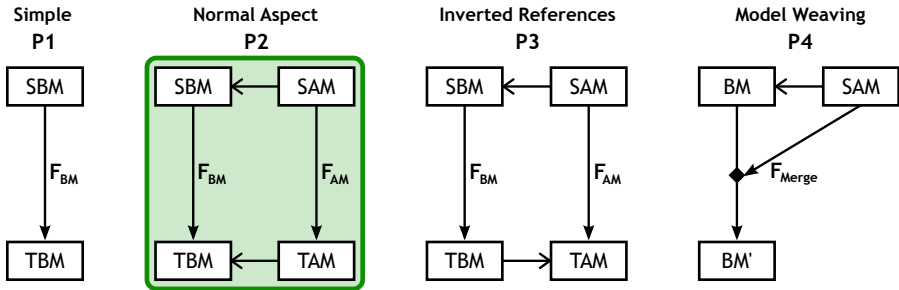 Simple
P1
SBM
F_BM
TBM
Normal Aspect
P2
SBM
SAM
F_BM
F_AM
TBM
TAM
Inverted References
P3
SBM
SAM
F_BM
F_AM
TBM
TAM
Model Weaving
P4
BM
SAM
F_Merge
BM'